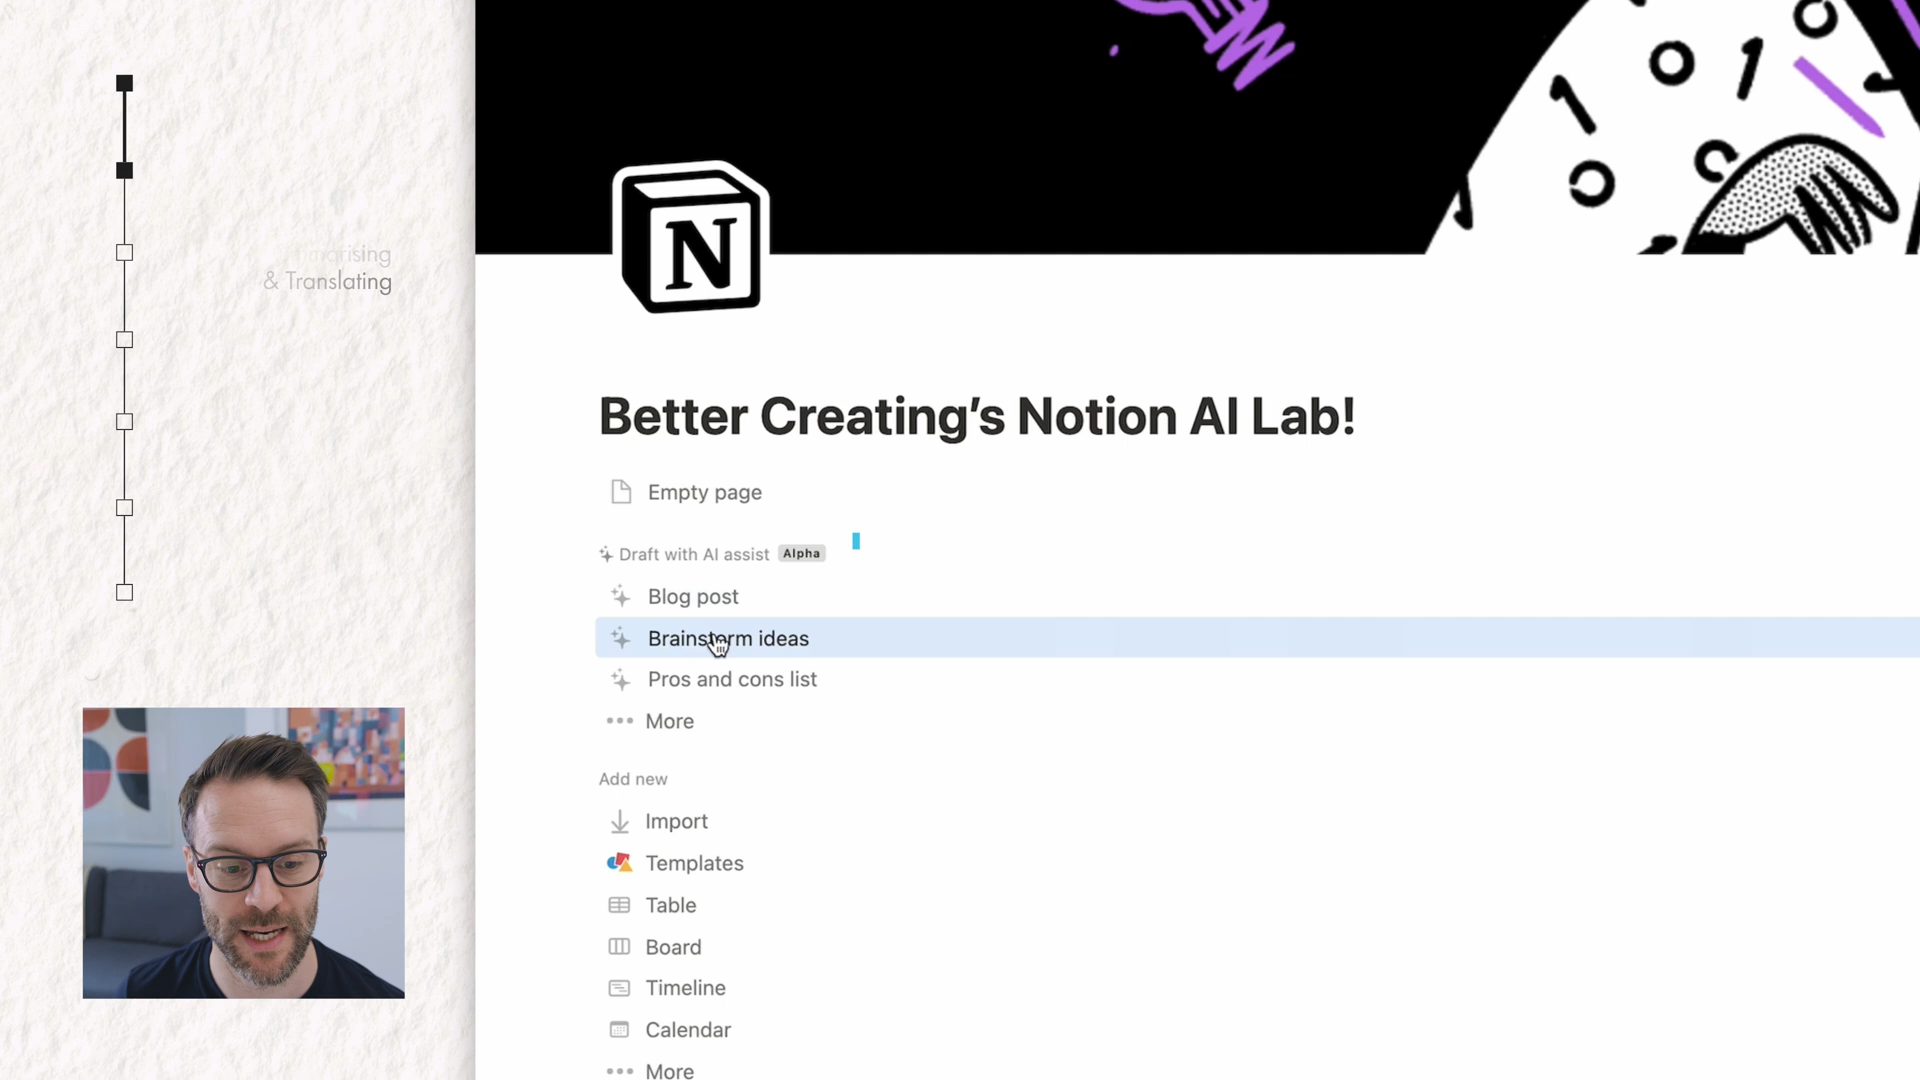 & Translating
N
Better Creating's Notion AI Lab!
Empty page
Draft with AI assist Alpha
Blog post
Brainstorm ideas
Pros and cons list
More
Add new
Import
Templates
Table
Board
Timeline
Calendar
More